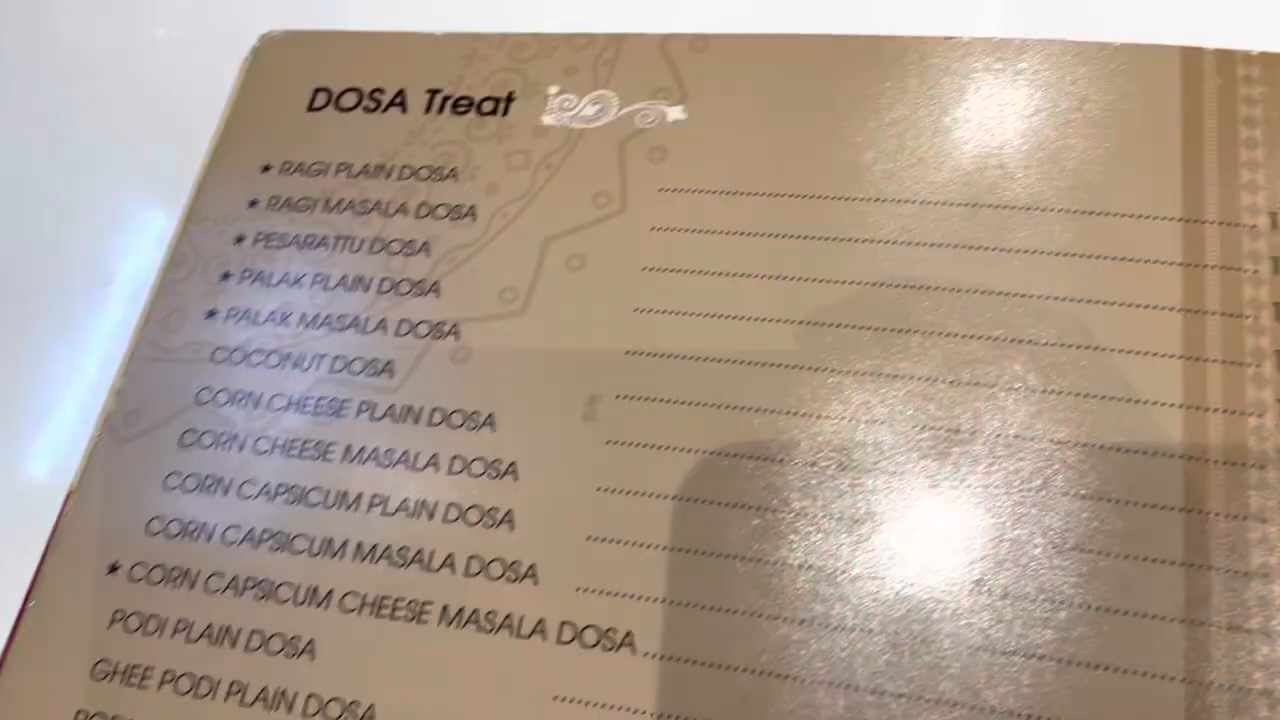 DOSA Treat
★ RAGI PLAIN DOSA
★ RAGI MASALA DOSA
★ PESARATTU DOSA
★ PALAK PLAIN DOSA
★ PALAK MASALA DOSA
COCONUT DOSA
CORN CHEESE PLAIN DOSA
CORN CHEESE MASALA DOSA
CORN CAPSICUM PLAIN DOSA
CORN CAPSICUM MASALA DOSA
★ CORN CAPSICUM CHEESE MASALA DOSA
PODI PLAIN DOSA
GHEE PODI PLAIN DOSA